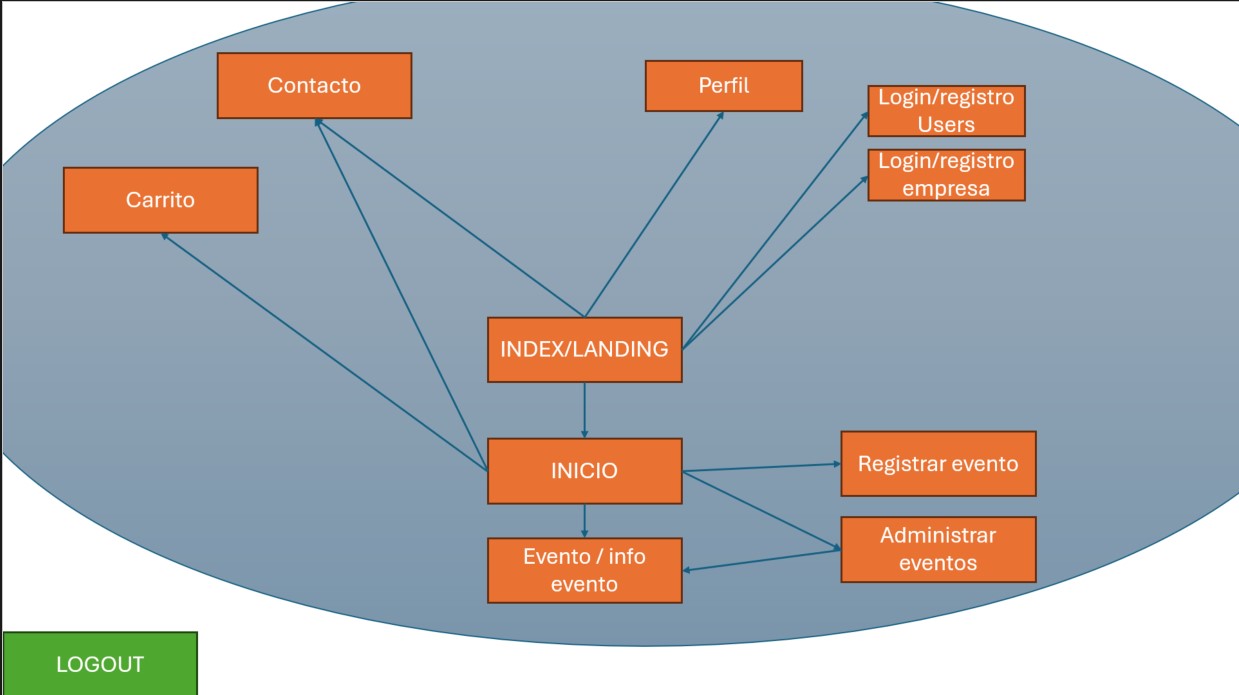 Contacto
Perfil
Login/registro
Users
Login/registro
empresa
Carrito
INDEX/LANDING
INICIO
Registrar evento
Administrar
eventos
Evento / info
evento
LOGOUT